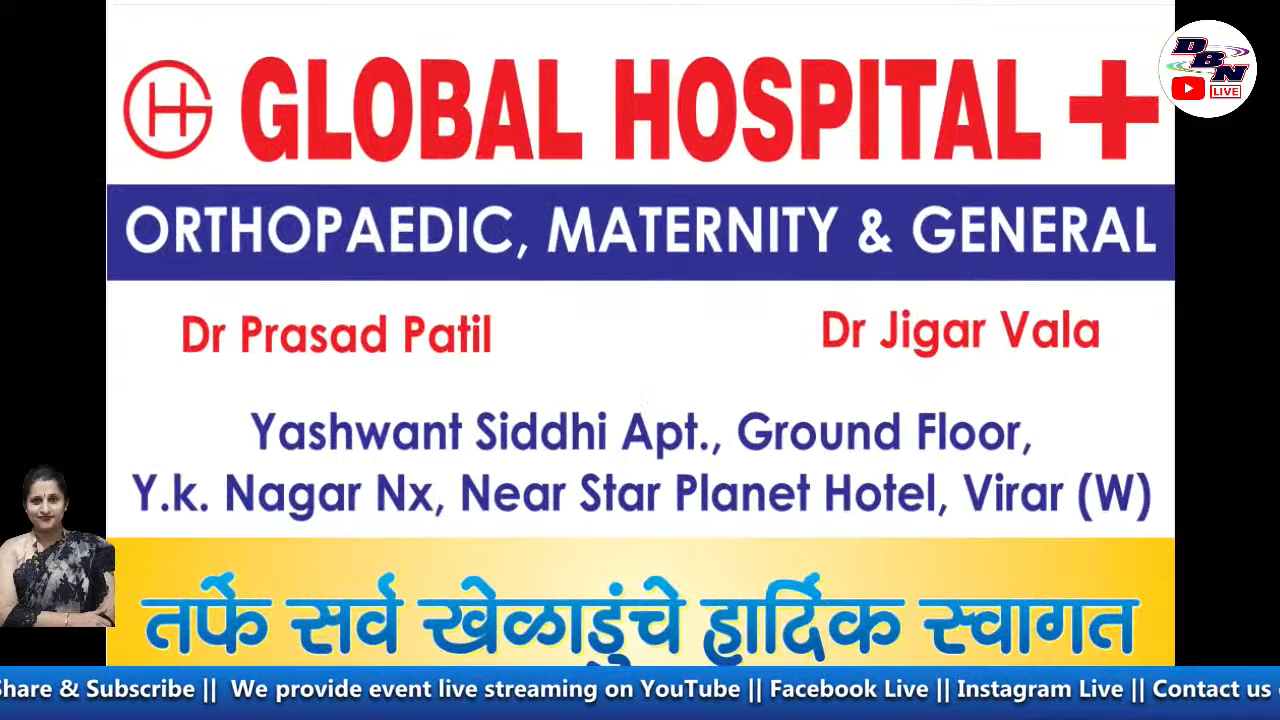 GLOBAL HOSPITAL
DBN
LIVE
ORTHOPAEDIC, MATERNITY & GENERAL
Dr Prasad Patil
Dr Jigar Vala
Yashwant Siddhi Apt., Ground Floor,
Y.k. Nagar Nx, Near Star Planet Hotel, Virar (W)
तर्फे सर्व खेळाडुंचे हार्दिक स्वागत
Share & Subscribe || We provide event live streaming on YouTube || Facebook Live || Instagram Live || Contact us